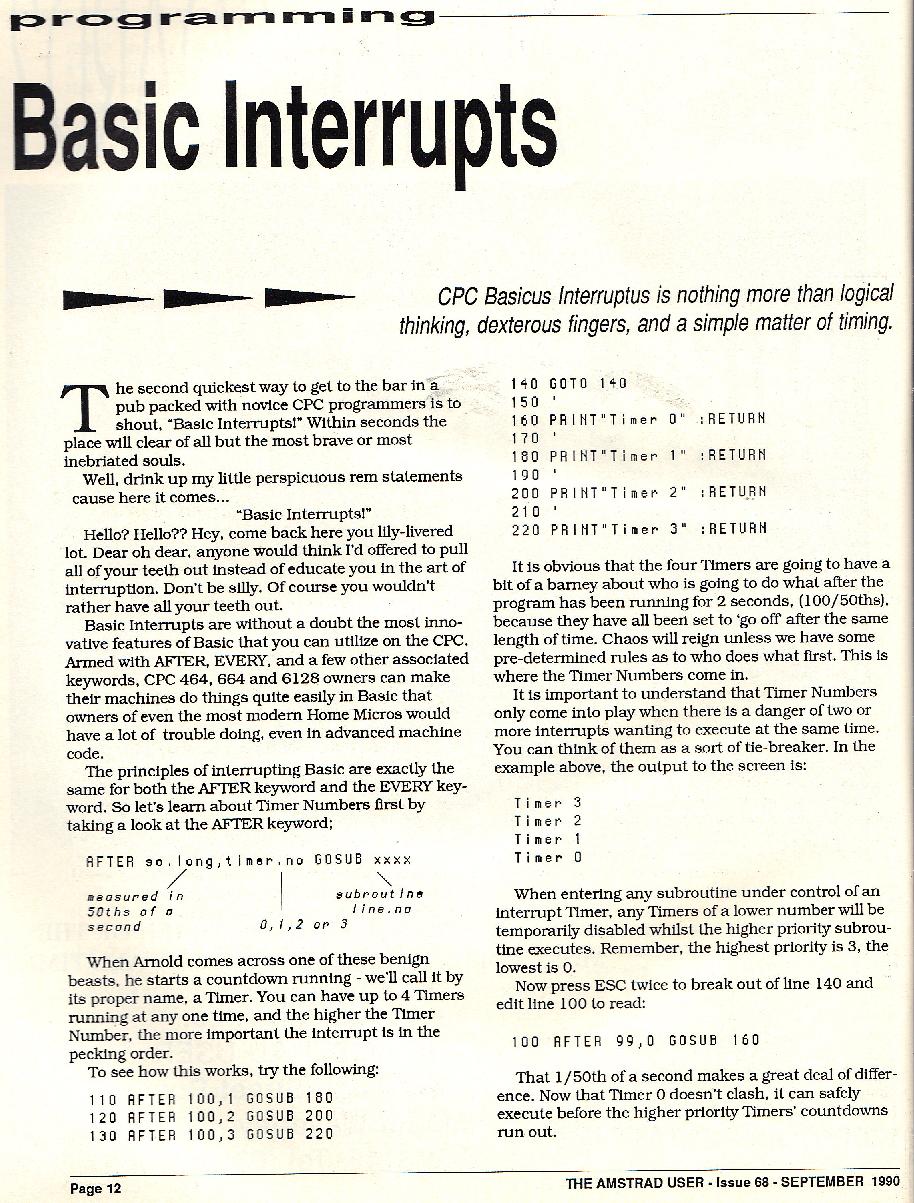 programming
Basic Interrupts
CPC Basicus Interruptus is nothing more than logical
thinking, dexterous fingers, and a simple matter of timing.
The second quickest way to get to the bar in a
pub packed with novice CPC programmers is to
shout, "Basic Interrupts!" Within seconds the
place will clear of all but the most brave or most
inebriated souls.
Well, drink up my little perspicuous rem statements
cause here it comes...
"Basic Interrupts!"
Hello? Hello?? Hey, come back here you lily-livered
lot. Dear oh dear, anyone would think I'd offered to pull
all of your teeth out instead of educate you in the art of
interruption. Don't be silly. Of course you wouldn't
rather have all your teeth out.
Basic Interrupts are without a doubt the most inno-
vative features of Basic that you can utilize on the CPC.
Armed with AFTER, EVERY, and a few other associated
keywords, CPC 464, 664 and 6128 owners can make
their machines do things quite easily in Basic that
owners of even the most modern Home Micros would
have a lot of trouble doing, even in advanced machine
code.
The principles of interrupting Basic are exactly the
same for both the AFTER keyword and the EVERY key-
word. So let's learn about Timer Numbers first by
taking a look at the AFTER keyword;
AFTER so.long,timer.no GOSUB xxxx
measured in
50ths of a
second
0,1,2 or 3
subroutine
line.no
When Arnold comes across one of these benign
beasts, he starts a countdown running - we'll call it by
its proper name, a Timer. You can have up to 4 Timers
running at any one time, and the higher the Timer
Number, the more important the interrupt is in the
pecking order.
To see how this works, try the following:
110 AFTER 100,1 GOSUB 180
120 AFTER 100,2 GOSUB 200
130 AFTER 100,3 GOSUB 220
140 GOTO 140
150 '
160 PRINT"Timer 0" :RETURN
170 '
180 PRINT"Timer 1" :RETURN
190 '
200 PRINT"Timer 2" :RETURN
210 '
220 PRINT"Timer 3" :RETURN
It is obvious that the four Timers are going to have a
bit of a barney about who is going to do what after the
program has been running for 2 seconds, (100/50ths),
because they have all been set to 'go off' after the same
length of time. Chaos will reign unless we have some
pre-determined rules as to who does what first. This is
where the Timer Numbers come in.
It is important to understand that Timer Numbers
only come into play when there is a danger of two or
more interrupts wanting to execute at the same time.
You can think of them as a sort of tie-breaker. In the
example above, the output to the screen is:
Timer 3
Timer 2
Timer 1
Timer 0
When entering any subroutine under control of an
Interrupt Timer, any Timers of a lower number will be
temporarily disabled whilst the higher priority subrou-
tine executes. Remember, the highest priority is 3, the
lowest is 0.
Now press ESC twice to break out of line 140 and
edit line 100 to read:
100 AFTER 99,0 GOSUB 160
That 1/50th of a second makes a great deal of differ-
ence. Now that Timer 0 doesn't clash, it can safely
execute before the higher priority Timers' countdowns
run out.
Page 12
THE AMSTRAD USER - Issue 68 - SEPTEMBER 1990